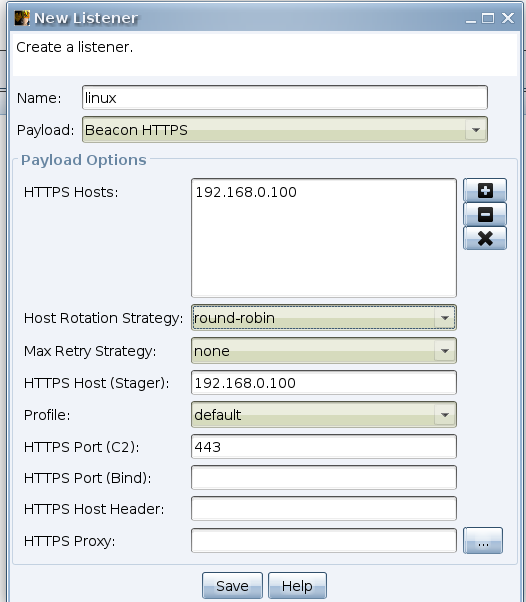 New Listener
Create a listener.
Name: linux
Payload: Beacon HTTPS
Payload Options
HTTPS Hosts: 192.168.0.100
Host Rotation Strategy: round-robin
Max Retry Strategy: none
HTTPS Host (Stager): 192.168.0.100
Profile: default
HTTPS Port (C2): 443
HTTPS Port (Bind):
HTTPS Host Header:
HTTPS Proxy: ...
Save Help